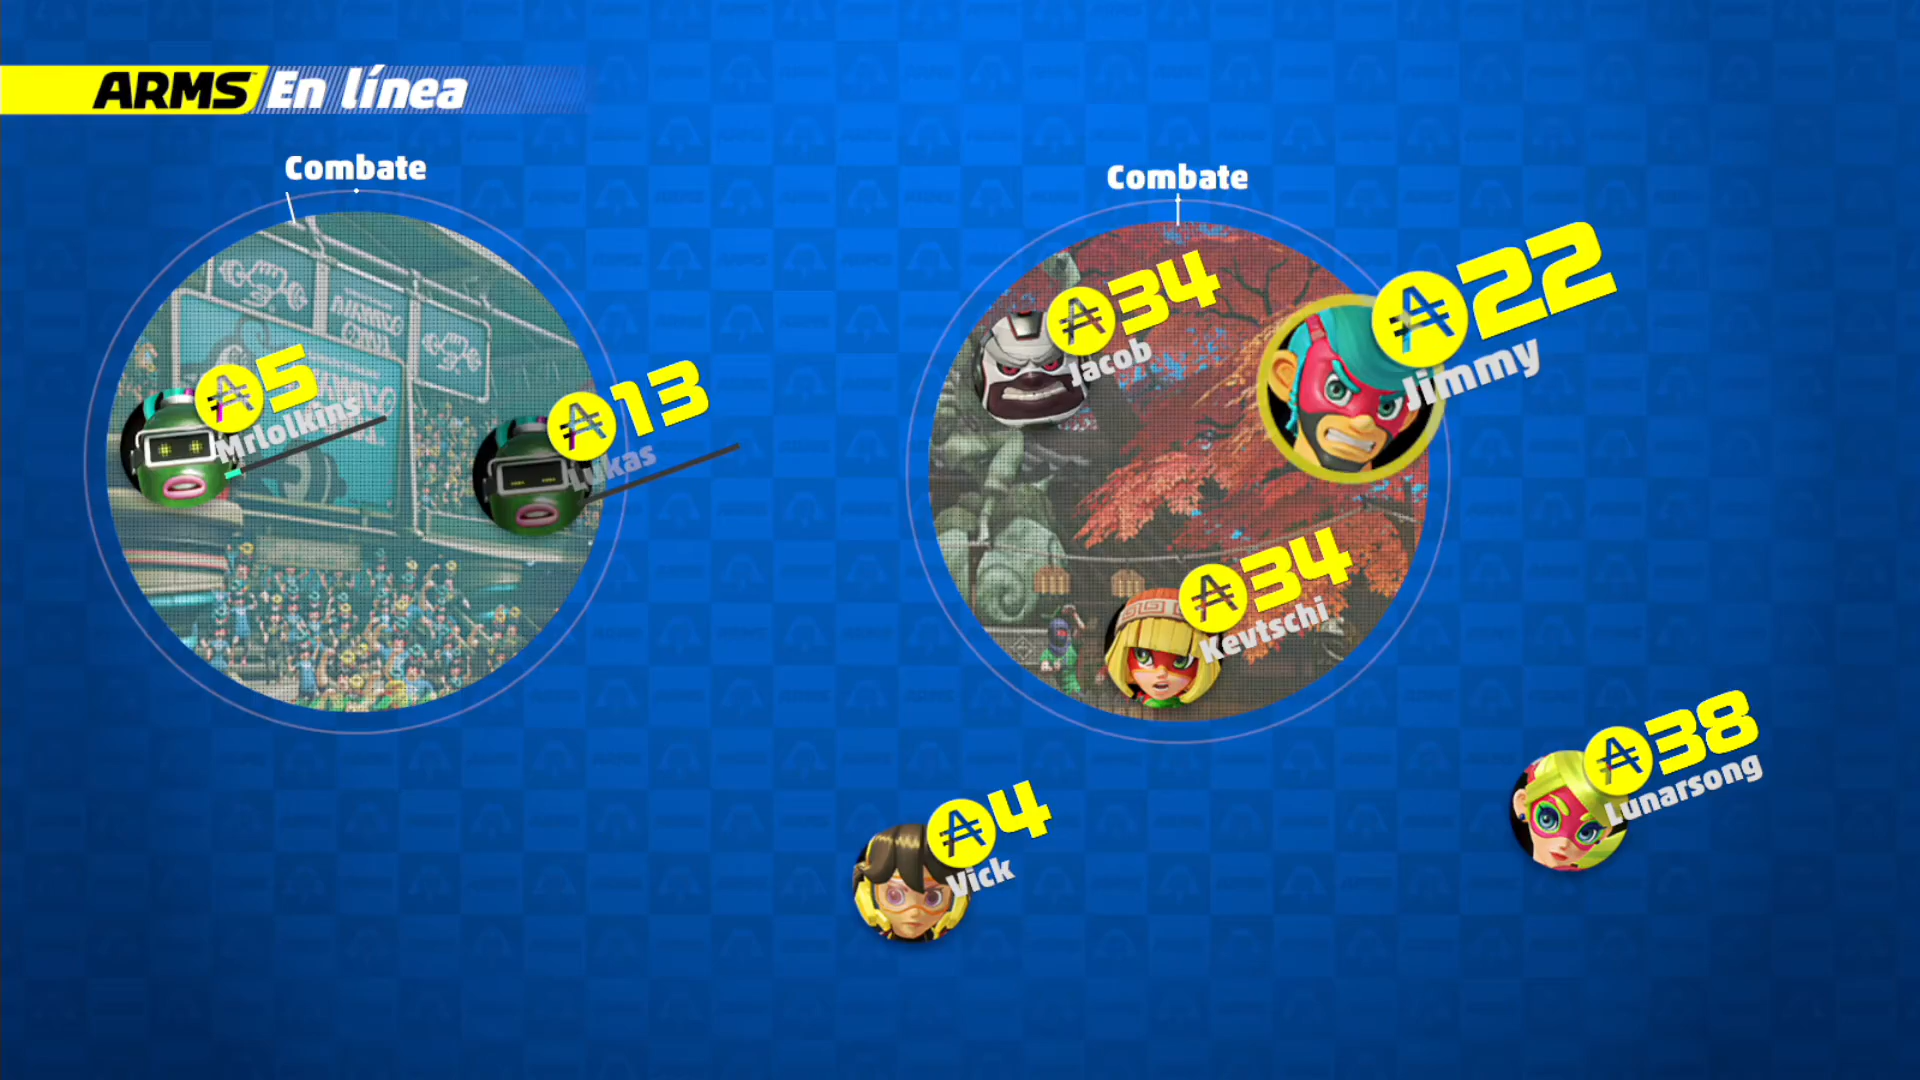 ARMS En línea
Combate
5
Mrlolkins
13
Lukas
Combate
34
Jacob
22
Jimmy
34
Kevtschi
4
Vick
38
Lunarsong